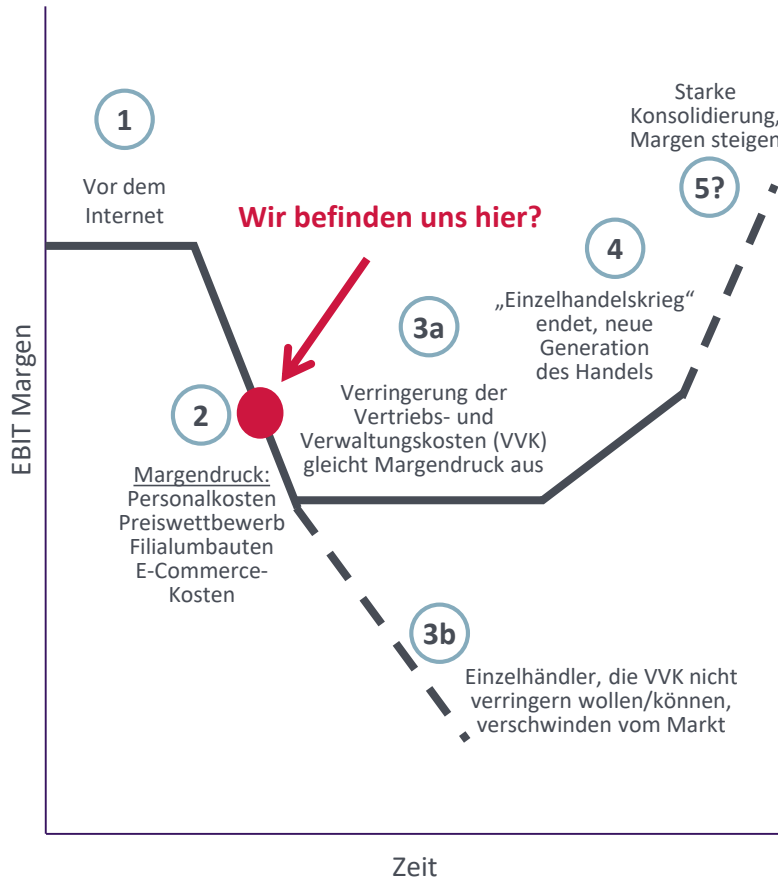 1
Vor dem
Internet
Wir befinden uns hier?
2
Margendruck:
Personalkosten
Preiswettbewerb
Filialumbauten
E-Commerce-
Kosten
3a
Verringerung der
Vertriebs- und
Verwaltungskosten (VVK)
gleicht Margendruck aus
3b
Einzelhändler, die VVK nicht
verringern wollen/können,
verschwinden vom Markt
4
„Einzelhandelskrieg“
endet, neue
Generation
des Handels
Starke
Konsolidierung,
Margen steigen
5?
EBIT Margen
Zeit